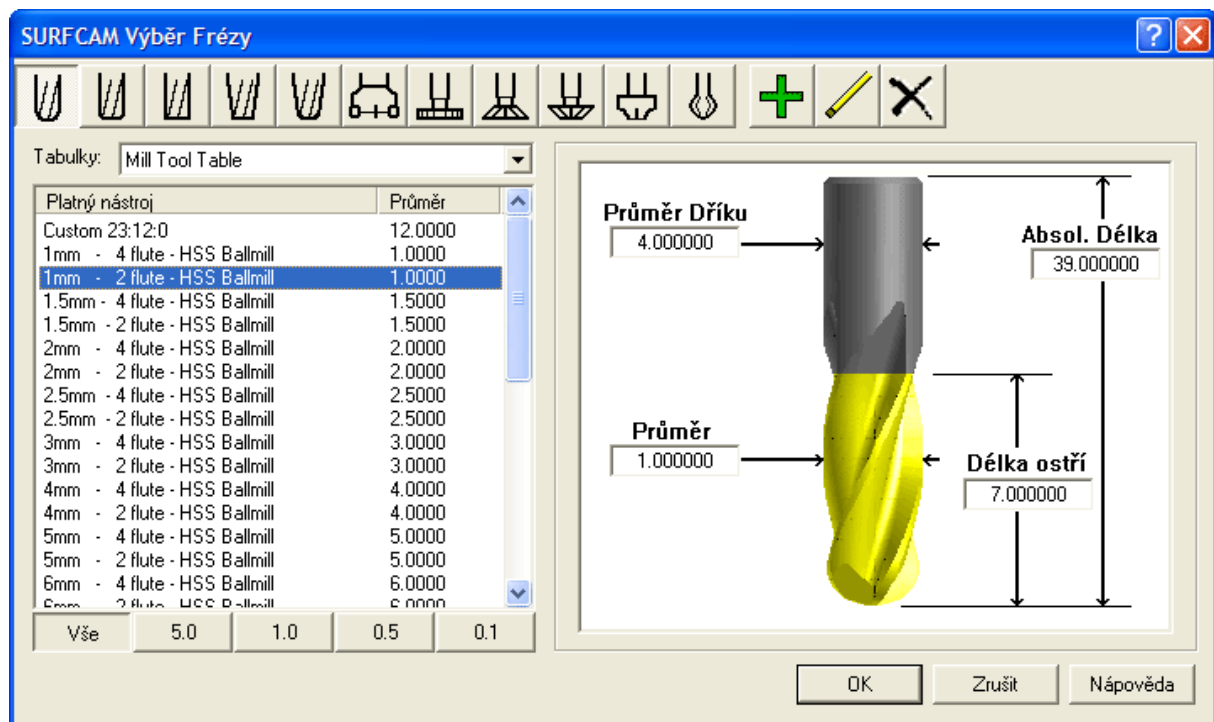 SURFCAM Výběr Frézy
Tabulky: Mill Tool Table
Platný nástroj Průměr
Custom 23:12:0 12.0000
1mm - 4 flute - HSS Ballmill 1.0000
1mm - 2 flute - HSS Ballmill 1.0000
1.5mm - 4 flute - HSS Ballmill 1.5000
1.5mm - 2 flute - HSS Ballmill 1.5000
2mm - 4 flute - HSS Ballmill 2.0000
2mm - 2 flute - HSS Ballmill 2.0000
2.5mm - 4 flute - HSS Ballmill 2.5000
2.5mm - 2 flute - HSS Ballmill 2.5000
3mm - 4 flute - HSS Ballmill 3.0000
3mm - 2 flute - HSS Ballmill 3.0000
4mm - 4 flute - HSS Ballmill 4.0000
4mm - 2 flute - HSS Ballmill 4.0000
5mm - 4 flute - HSS Ballmill 5.0000
5mm - 2 flute - HSS Ballmill 5.0000
6mm - 4 flute - HSS Ballmill 6.0000
6mm - 2 flute - HSS Ballmill 6.0000
Vše 5.0 1.0 0.5 0.1
Průměr Dříku
4.000000
Absol. Délka
39.000000
Průměr
1.000000
Délka ostří
7.000000
OK Zrušit Nápověda